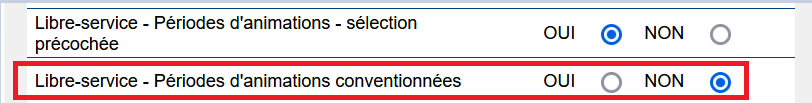 Libre-service - Périodes d'animations - sélection
précochée
OUI NON
Libre-service - Périodes d'animations conventionnées OUI NON